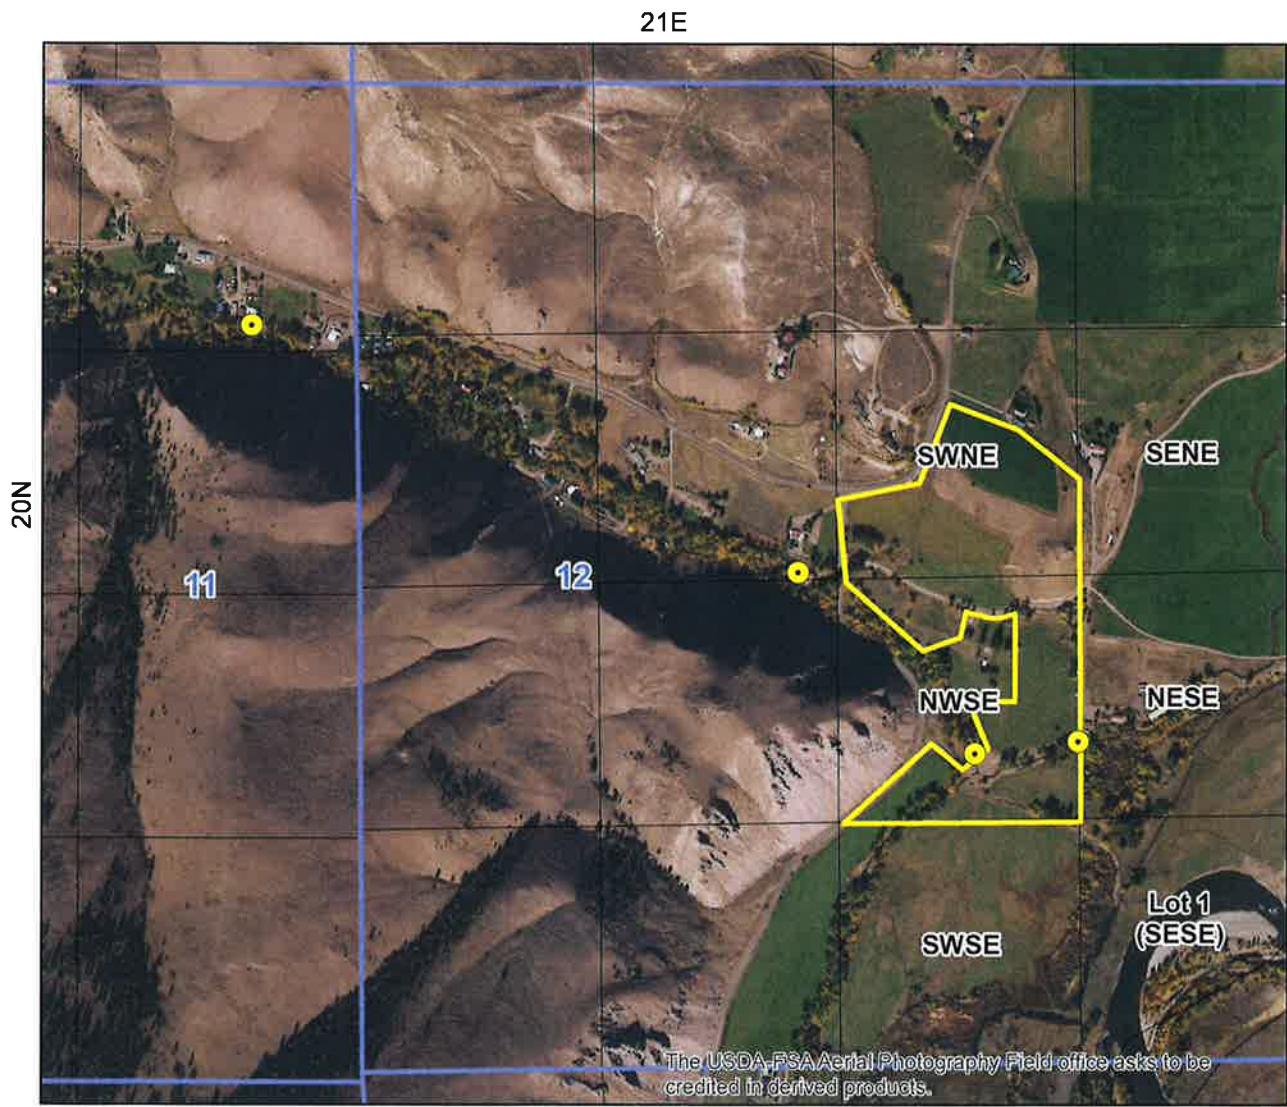 21E
20N
SWNE
SENE
11
12
NWSE
NESE
Lot 1
(SESE)
SWSE
The USDA-FSA Aerial Photography Field office asks to be
credited in derived products.